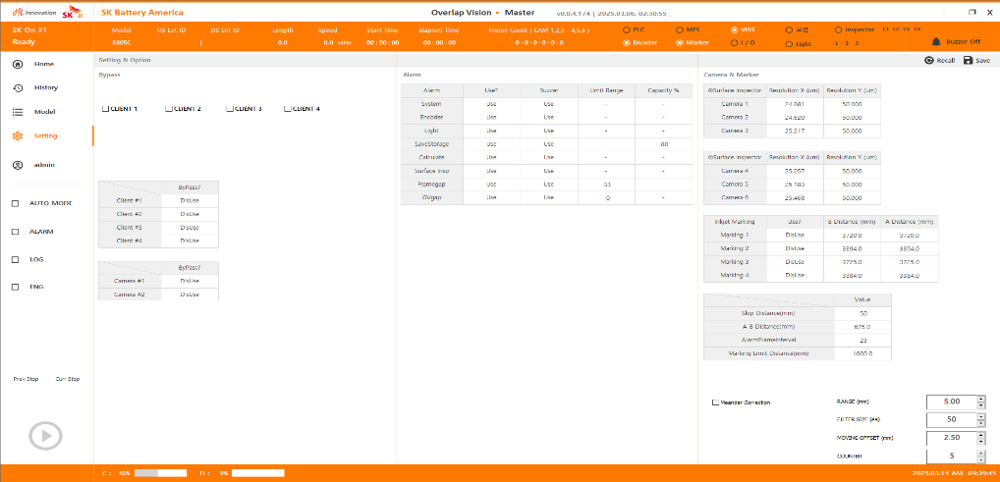 Innovation SK on
SK Battery America
Overlap Vision - Master
v0.8.4.174 [ 2025.03.06. 02:30:55 ]
SK On #1
Ready
Model OS Lot ID DS Lot ID Length Speed Start Time Elapsed Time Frame Count ( CAM 1,2,3 - 4,5,6 )
E80SC [ 0.0 0.0 MPM 00 : 00 : 00 00 : 00 : 00 0 - 0 - 0 - 0 - 0 - 0
PLC MES VISS 모션 Inspector C1 C2 C3 C4
Encoder Marker I / O Light 1 2 3
Buzzer Off
Home
History
Model
Setting
admin
AUTO MODE
ALARM
LOG
ENG
Prev Stop Curr Stop
Setting & Option
Recall Save
Bypass
CLIENT 1 CLIENT 2 CLIENT 3 CLIENT 4
ByPass?
Client #1 DisUse
Client #2 DisUse
Client #3 DisUse
Client #4 DisUse
ByPass?
Camera #1 DisUse
Camera #2 DisUse
Alarm
Alarm Use? Buzzer Limit Range Capacity %
System Use Use - -
Encoder Use Use - -
Light Use Use - -
SaveStorage Use Use - 80
Calculate Use Use - -
Surface Insp Use Use - -
Framegap Use Use 33
GVgap Use Use 0 -
Camera & Marker
Surface Inspector Resolution X (um) Resolution Y (um)
Camera 1 24.881 50.000
Camera 2 24.620 50.000
Camera 3 25.217 50.000
Surface Inspector Resolution X (um) Resolution Y (um)
Camera 4 25.057 50.000
Camera 5 25.183 50.000
Camera 6 25.468 50.000
Inkjet Marking Use? B Distance (mm) A Distance (mm)
Marking 1 DisUse 3720.0 3720.0
Marking 2 DisUse 3394.0 3394.0
Marking 3 DisUse 3725.0 3725.0
Marking 4 DisUse 3384.0 3384.0
Value
Skip Distance(mm) 50
A-B Distance(mm) 675.0
AlarmFrameInterval 23
Marking Limit Distance(mm) 1000.0
Meander Correction
RANGE (mm) 5.00
FILTER SIZE (ea) 50
MOVING OFFSET (mm) 2.50
COUNTER 5
C : 45% D : 0%
2025.03.14 AM 09:39:45